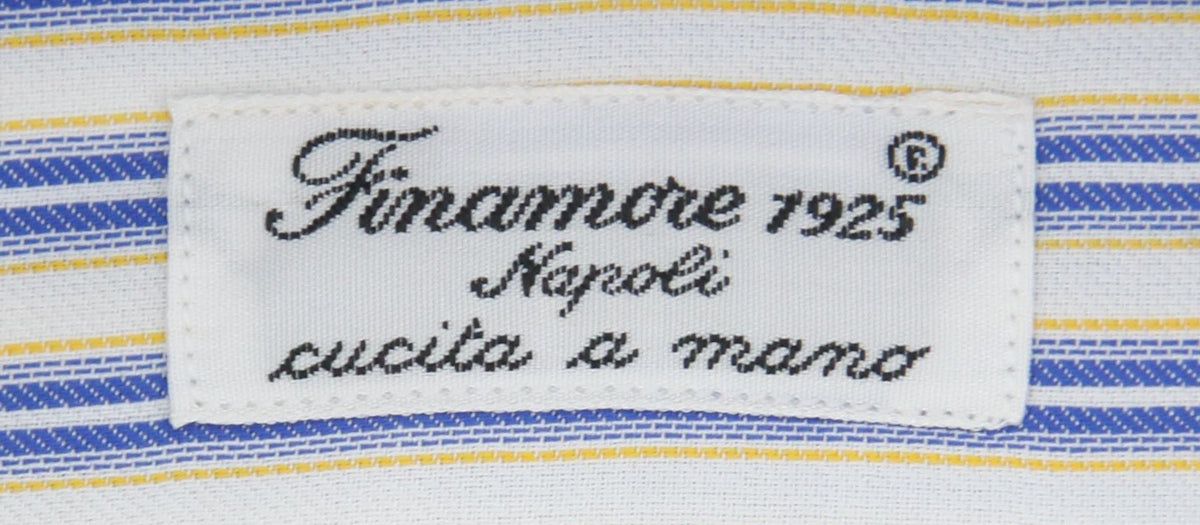 Finamore 1925 ®
Napoli
cucita a mano